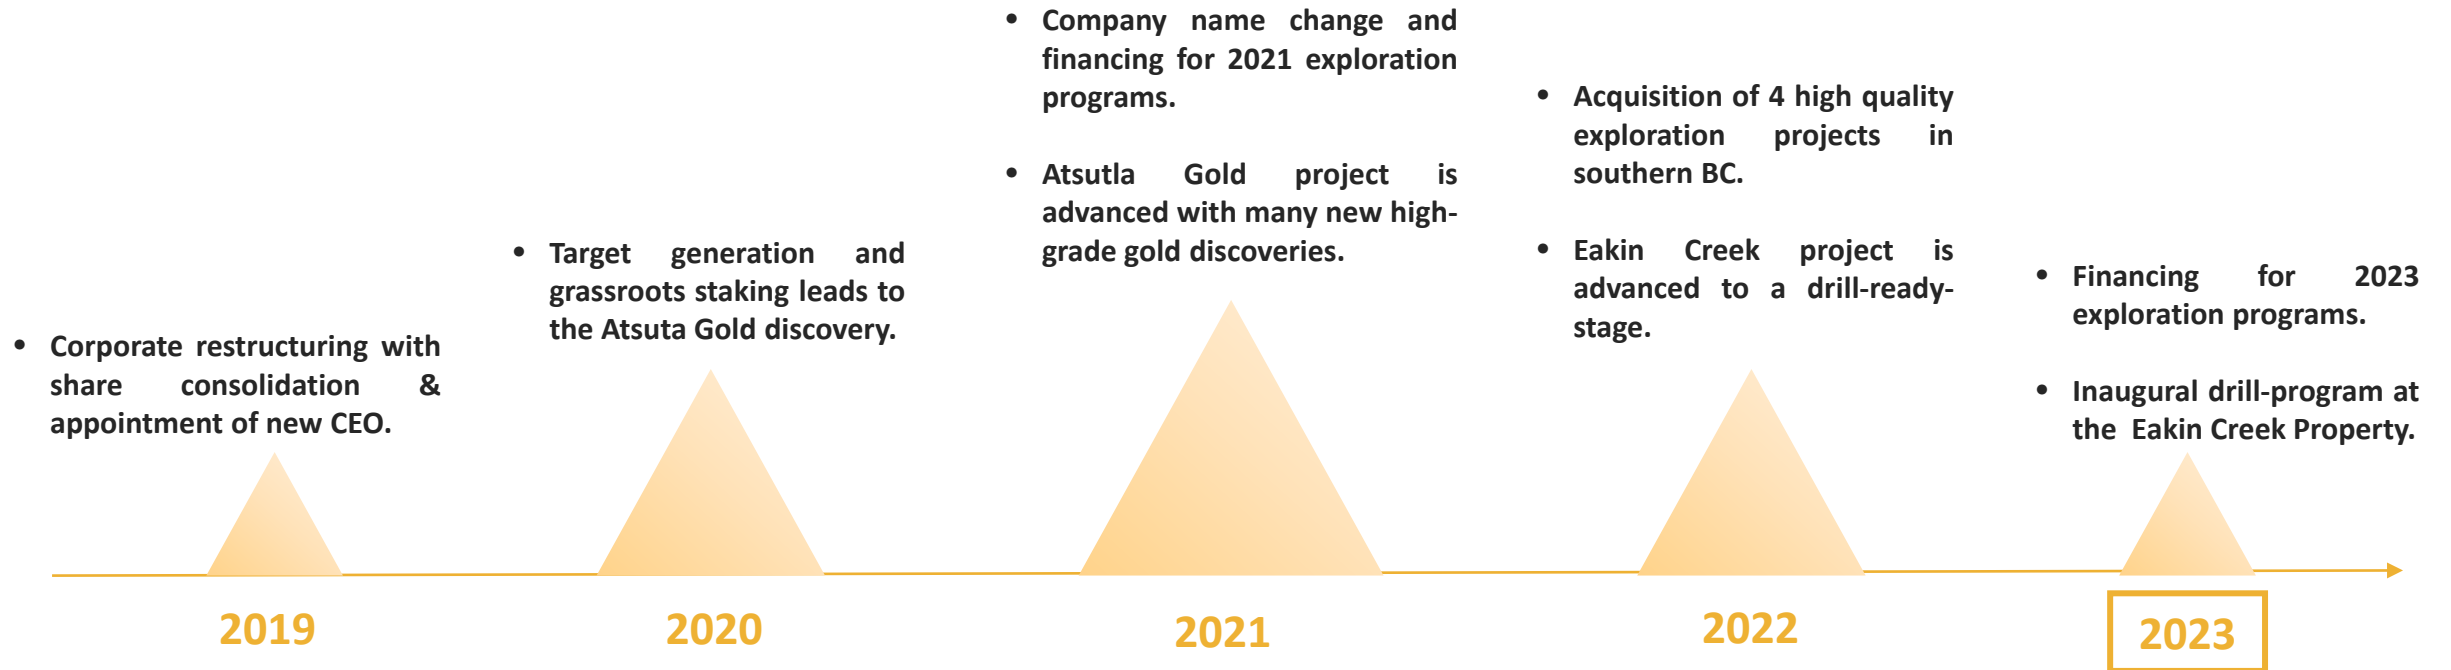 • Corporate restructuring with
share consolidation &
appointment of new CEO.
• Target generation and
grassroots staking leads to
the Atsuta Gold discovery.
• Company name change and
financing for 2021 exploration
programs.
• Atsutla Gold project is
advanced with many new high-
grade gold discoveries.
• Acquisition of 4 high quality
exploration projects in
southern BC.
• Eakin Creek project is
advanced to a drill-ready-
stage.
• Financing for 2023
exploration programs.
• Inaugural drill-program at
the Eakin Creek Property.
2019
2020
2021
2022
2023